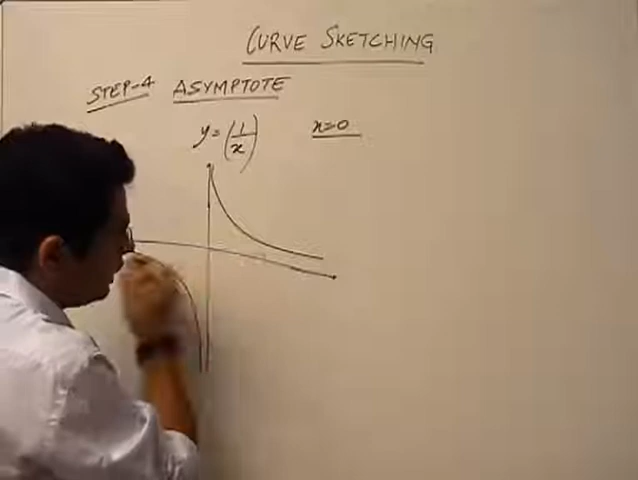 CURVE SKETCHING
STEP-4 ASYMPTOTE
y = (1/x) x=0